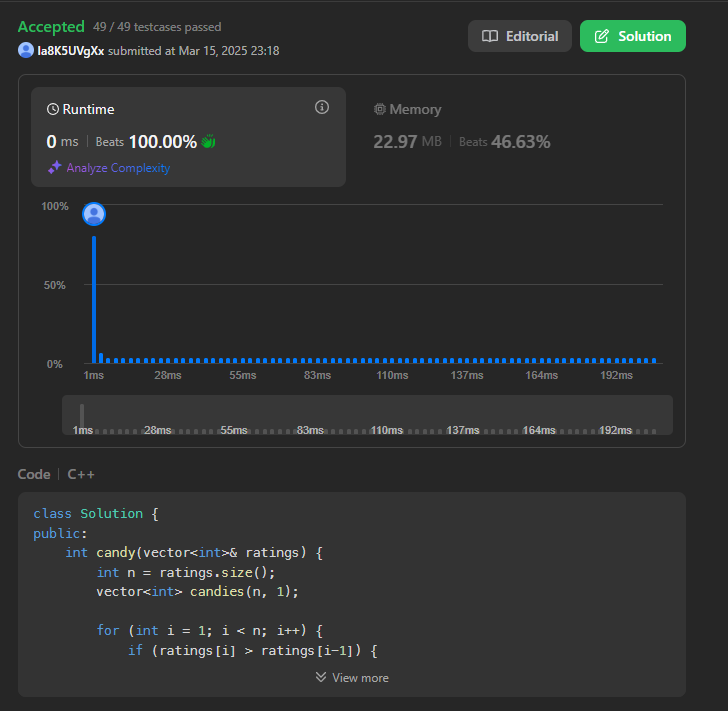 Accepted 49 / 49 testcases passed
Ia8K5UVgXx submitted at Mar 15, 2025 23:18
Editorial
Solution
Runtime
0 ms Beats 100.00%
Analyze Complexity
Memory
22.97 MB Beats 46.63%
100%
50%
0%
1ms 28ms 55ms 83ms 110ms 137ms 164ms 192ms
1ms 28ms 55ms 83ms 110ms 137ms 164ms 192ms
Code C++
class Solution {
public:
    int candy(vector<int>& ratings) {
        int n = ratings.size();
        vector<int> candies(n, 1);
        for (int i = 1; i < n; i++) {
            if (ratings[i] > ratings[i-1]) {
View more